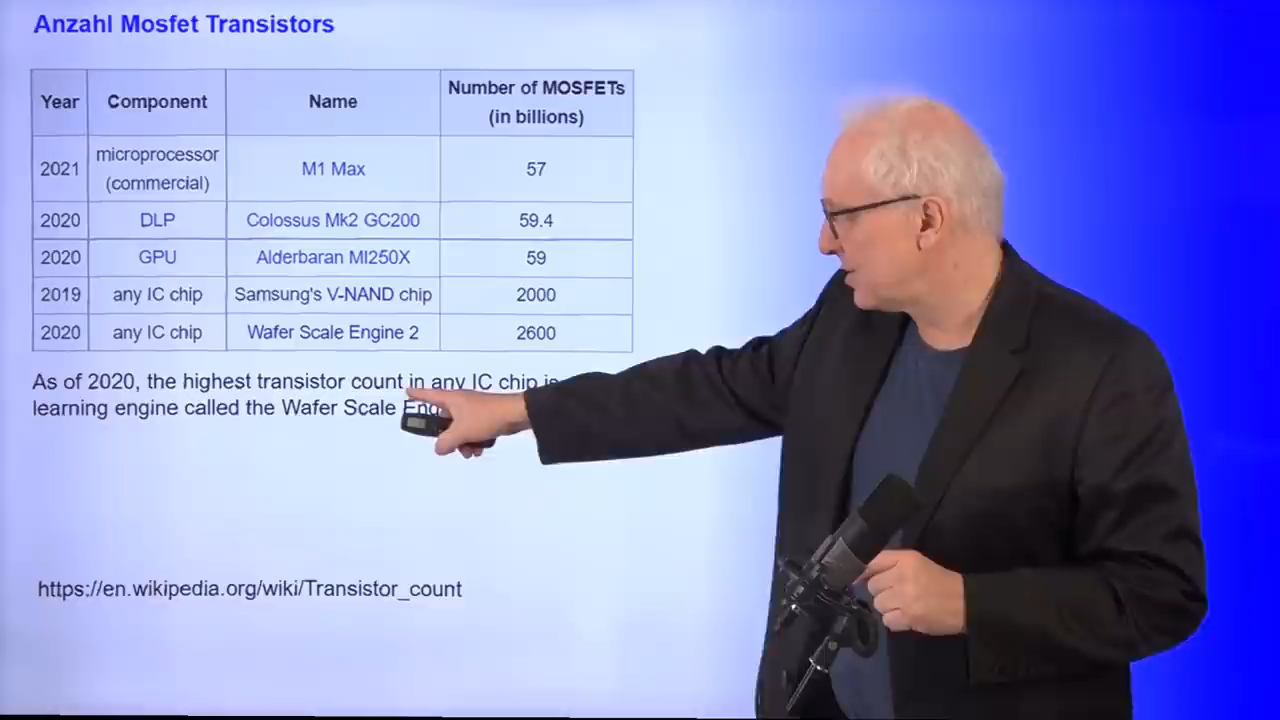 Anzahl Mosfet Transistors
Year Component Name Number of MOSFETs
(in billions)
2021 microprocessor
(commercial) M1 Max 57
2020 DLP Colossus Mk2 GC200 59.4
2020 GPU Alderbaran MI250X 59
2019 any IC chip Samsung's V-NAND chip 2000
2020 any IC chip Wafer Scale Engine 2 2600
As of 2020, the highest transistor count in any IC chip is
learning engine called the Wafer Scale
https://en.wikipedia.org/wiki/Transistor_count